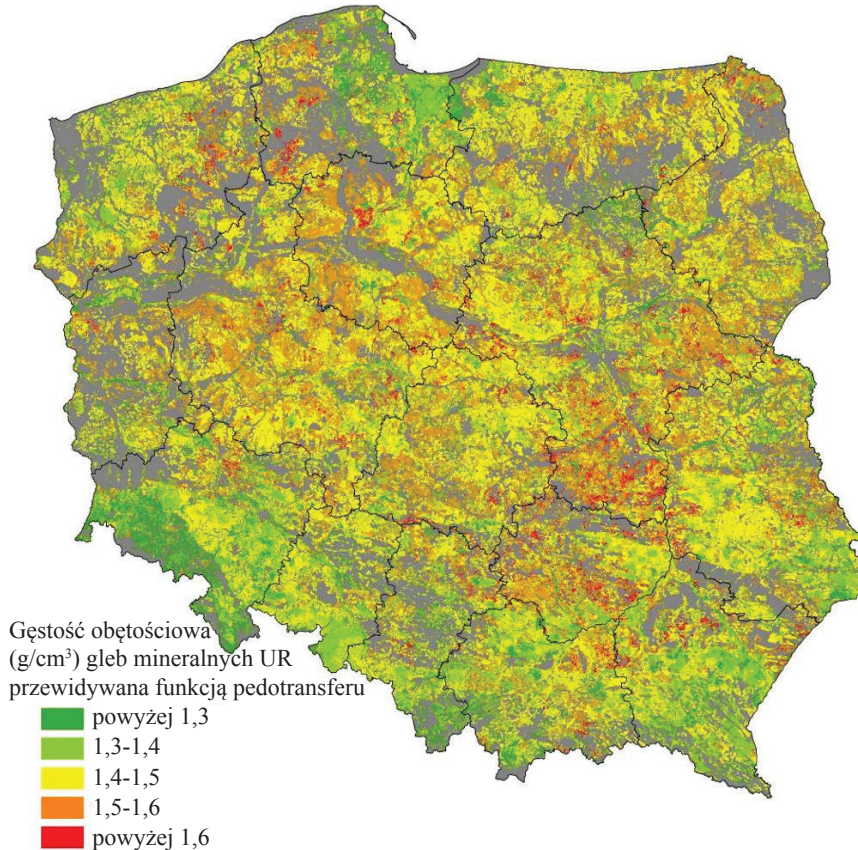 Gęstość obętościowa
(g/cm³) gleb mineralnych UR
przewidywana funkcją pedotransferu
powyżej 1,3
1,3-1,4
1,4-1,5
1,5-1,6
powyżej 1,6